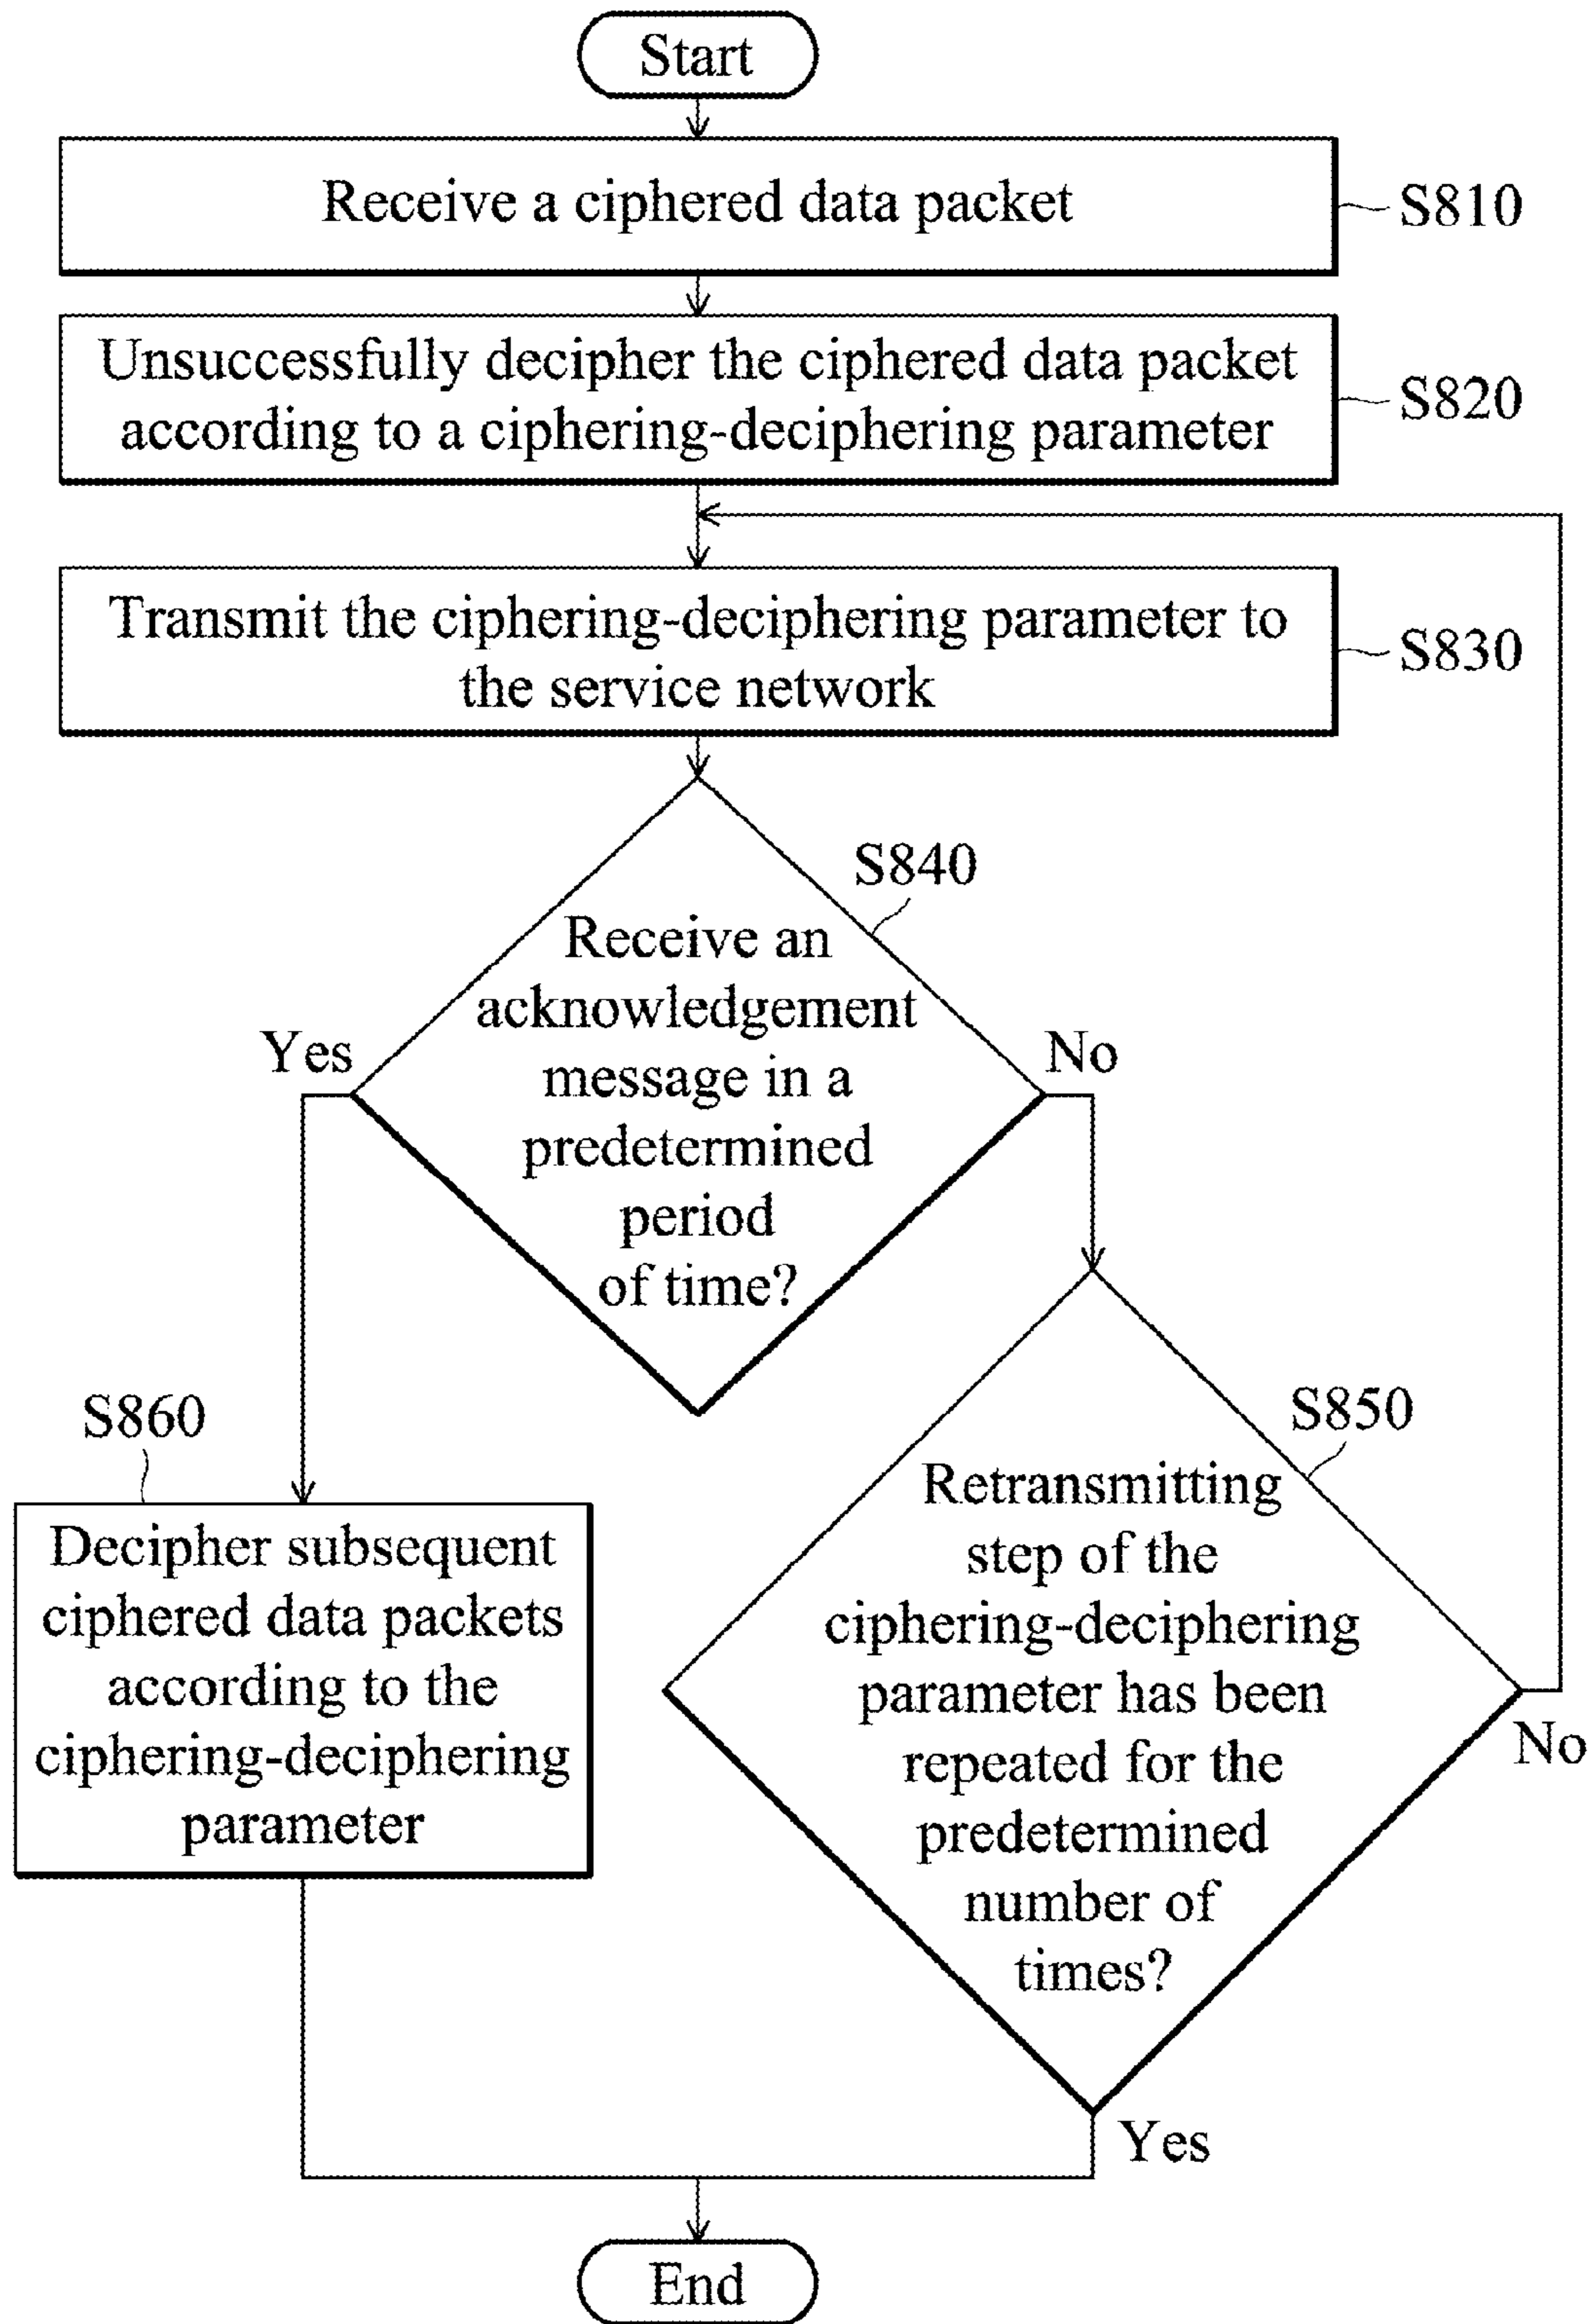 Start
Receive a ciphered data packet
S810
Unsuccessfully decipher the ciphered data packet
according to a ciphering-deciphering parameter
S820
Transmit the ciphering-deciphering parameter to
the service network
S830
S840
Receive an
acknowledgement
message in a
predetermined
period
of time?
Yes
No
S850
Retransmitting
step of the
ciphering-deciphering
parameter has been
repeated for the
predetermined
number of
times?
No
Yes
S860
Decipher subsequent
ciphered data packets
according to the
ciphering-deciphering
parameter
End